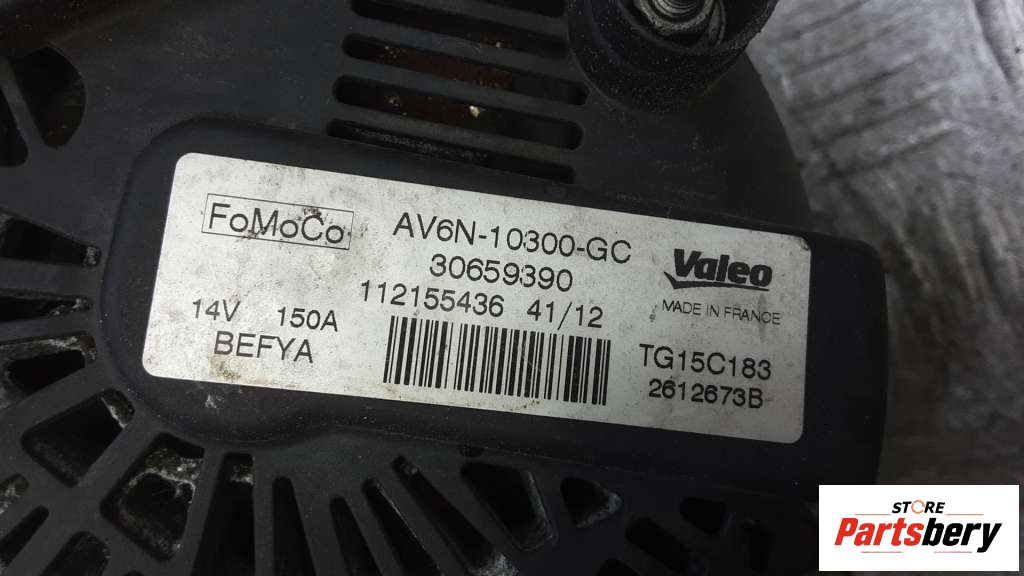 FoMoCo
AV6N-10300-GC
30659390
Valeo
14V 150A
112155436 41/12
MADE IN FRANCE
BEFYA
TG15C183
2612673B
STORE
Partsbery